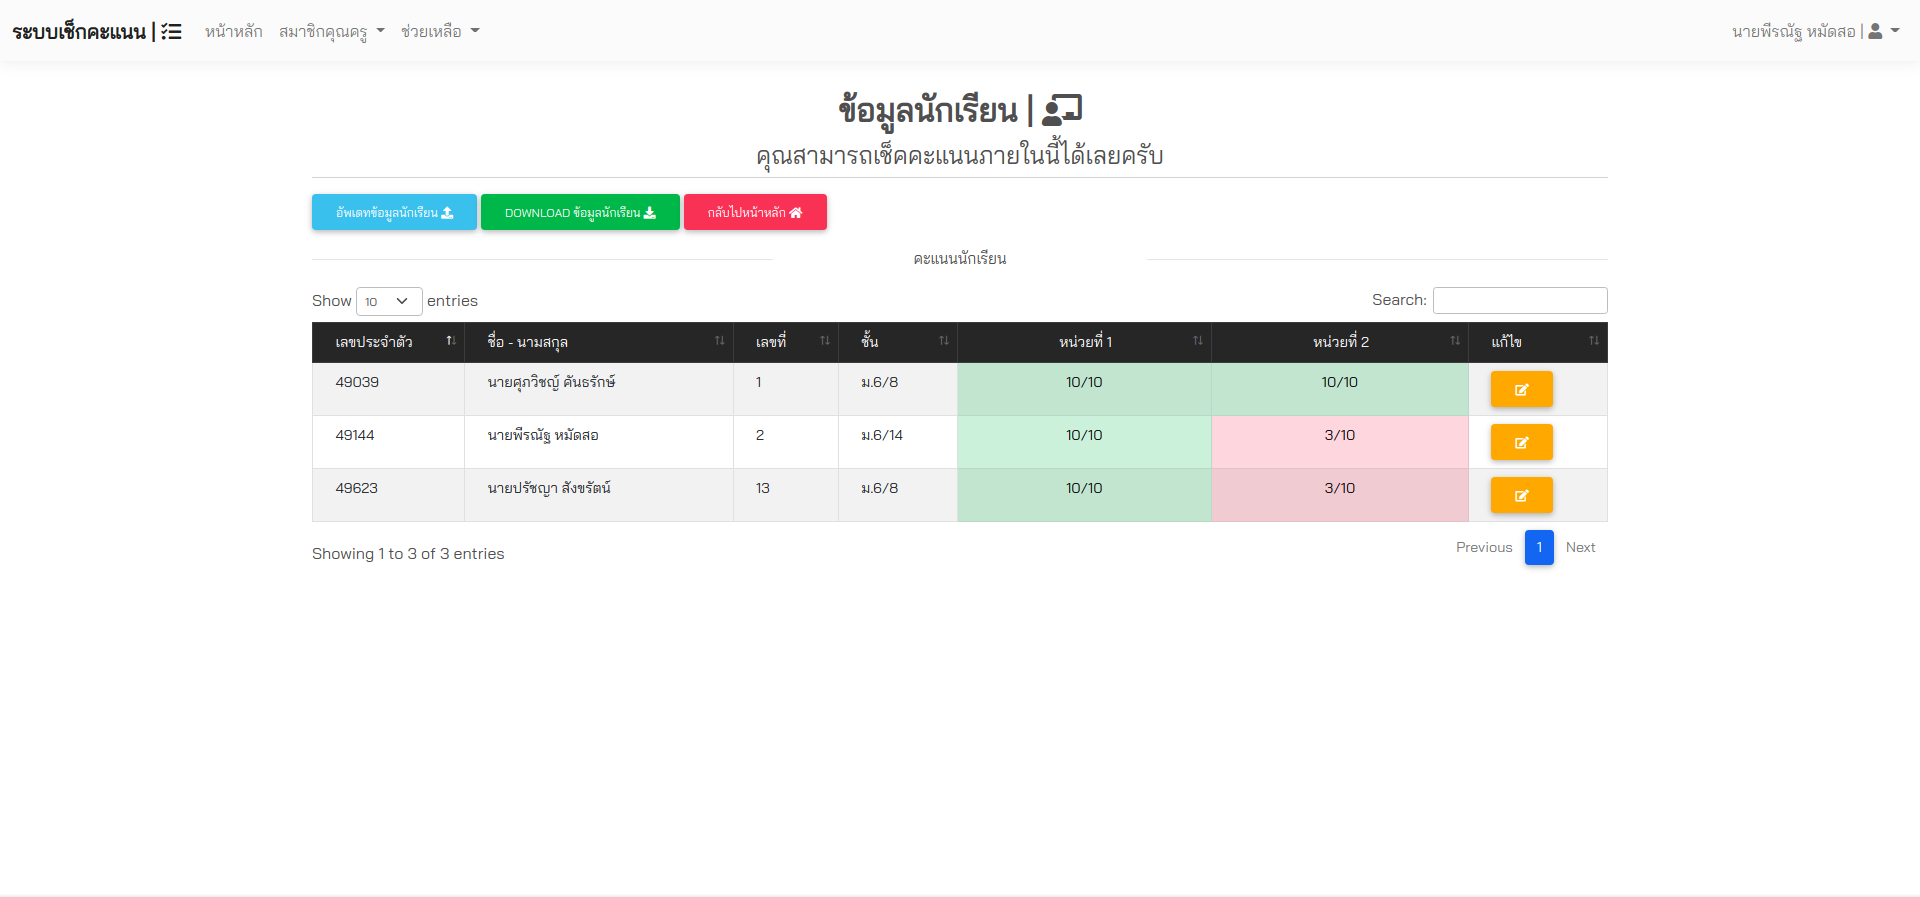 ระบบเช็กคะแนน | หน้าหลัก สมาชิกคุณครู ช่วยเหลือ นายพีรณัฐ หมัดสอ |
ข้อมูลนักเรียน |
คุณสามารถเช็คคะแนนภายในนี้ได้เลยครับ
อัพเดทข้อมูลนักเรียน DOWNLOAD ข้อมูลนักเรียน กลับไปหน้าหลัก
คะแนนนักเรียน
Show 10 entries Search:
เลขประจำตัว ชื่อ - นามสกุล เลขที่ ชั้น หน่วยที่ 1 หน่วยที่ 2 แก้ไข
49039 นายศุภวิชญ์ คันธรักษ์ 1 ม.6/8 10/10 10/10
49144 นายพีรณัฐ หมัดสอ 2 ม.6/14 10/10 3/10
49623 นายปรัชญา สังขรัตน์ 13 ม.6/8 10/10 3/10
Showing 1 to 3 of 3 entries Previous 1 Next